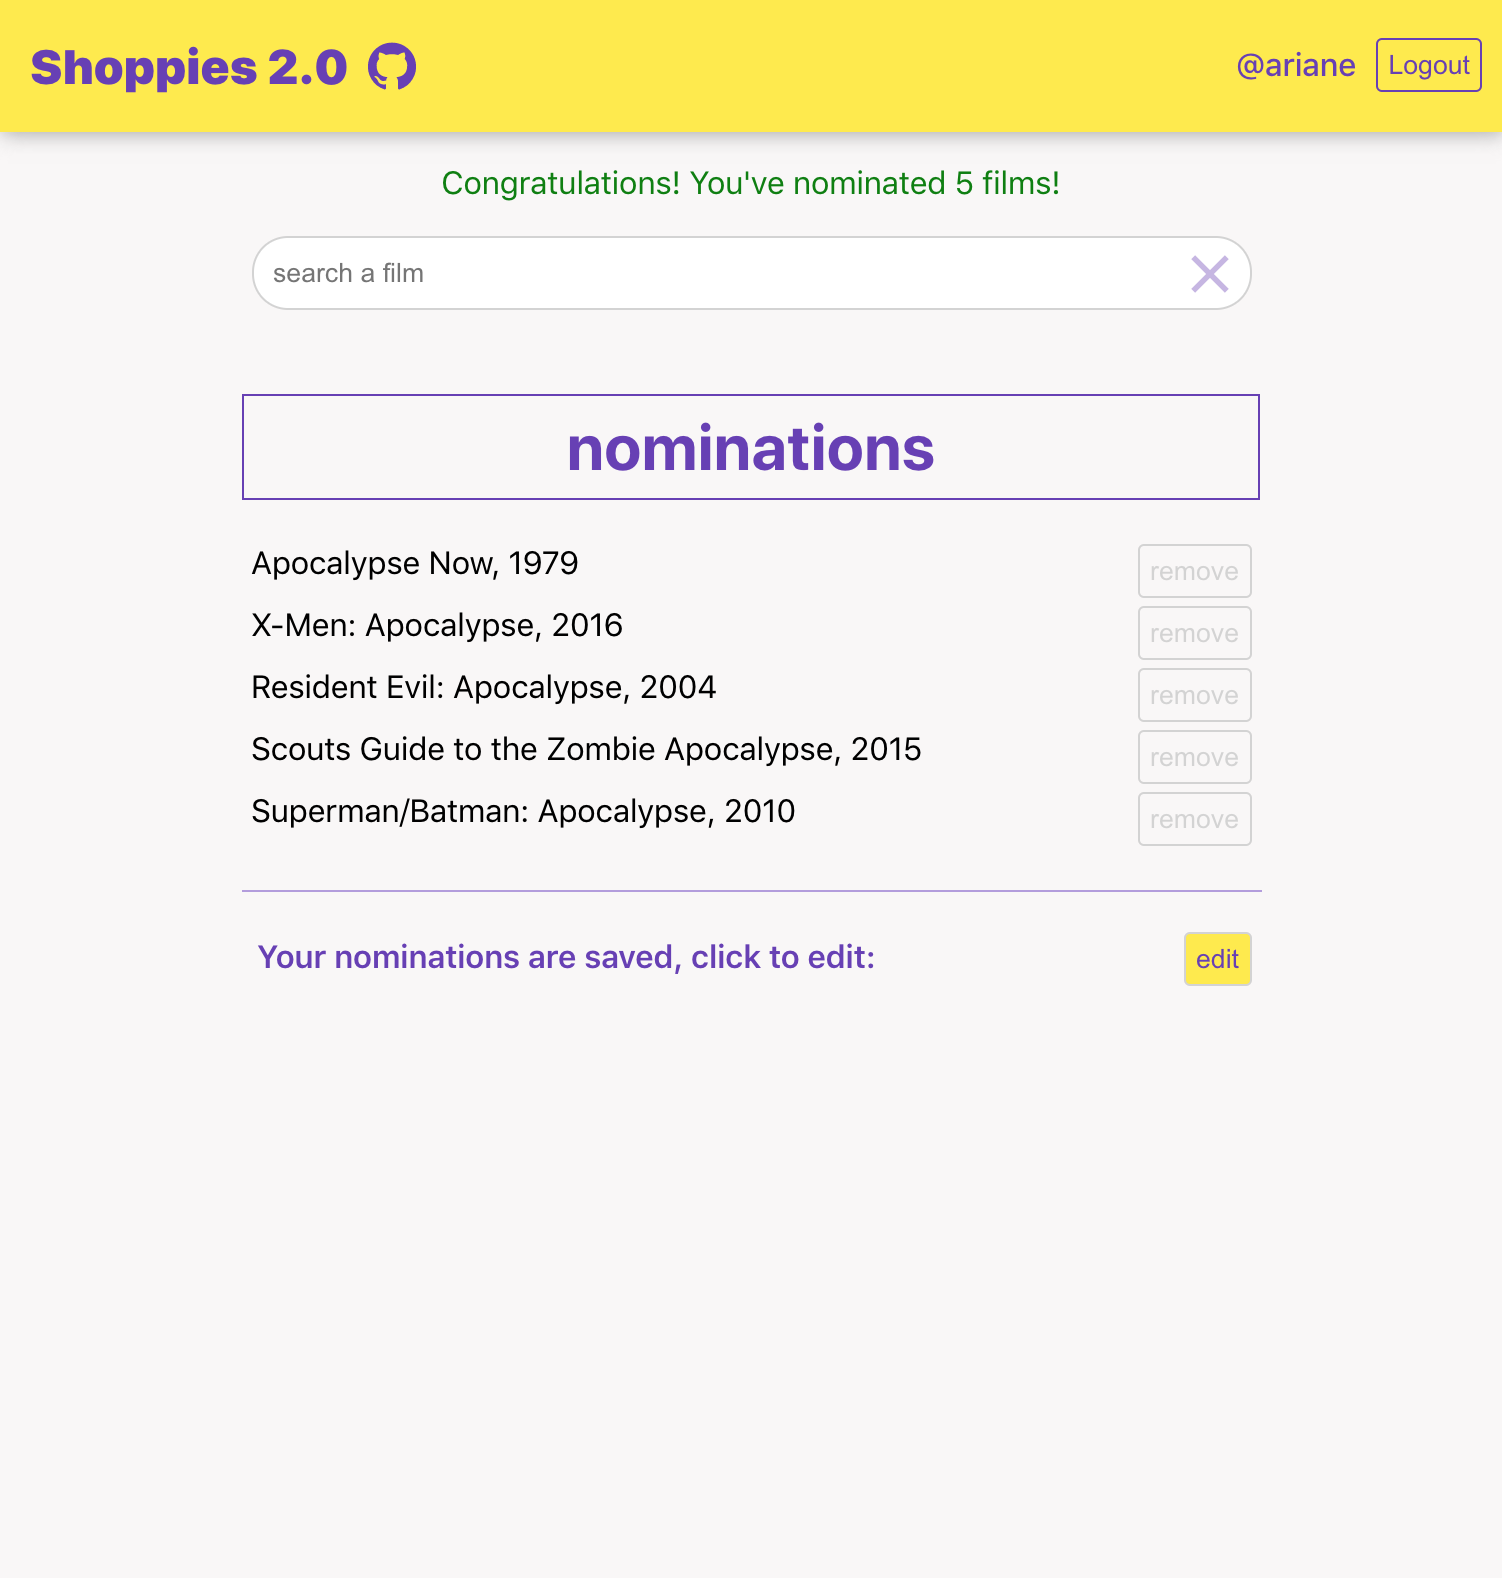 Shoppies 2.0
@ariane
Logout
Congratulations! You've nominated 5 films!
search a film
nominations
Apocalypse Now, 1979
remove
X-Men: Apocalypse, 2016
remove
Resident Evil: Apocalypse, 2004
remove
Scouts Guide to the Zombie Apocalypse, 2015
remove
Superman/Batman: Apocalypse, 2010
remove
Your nominations are saved, click to edit:
edit